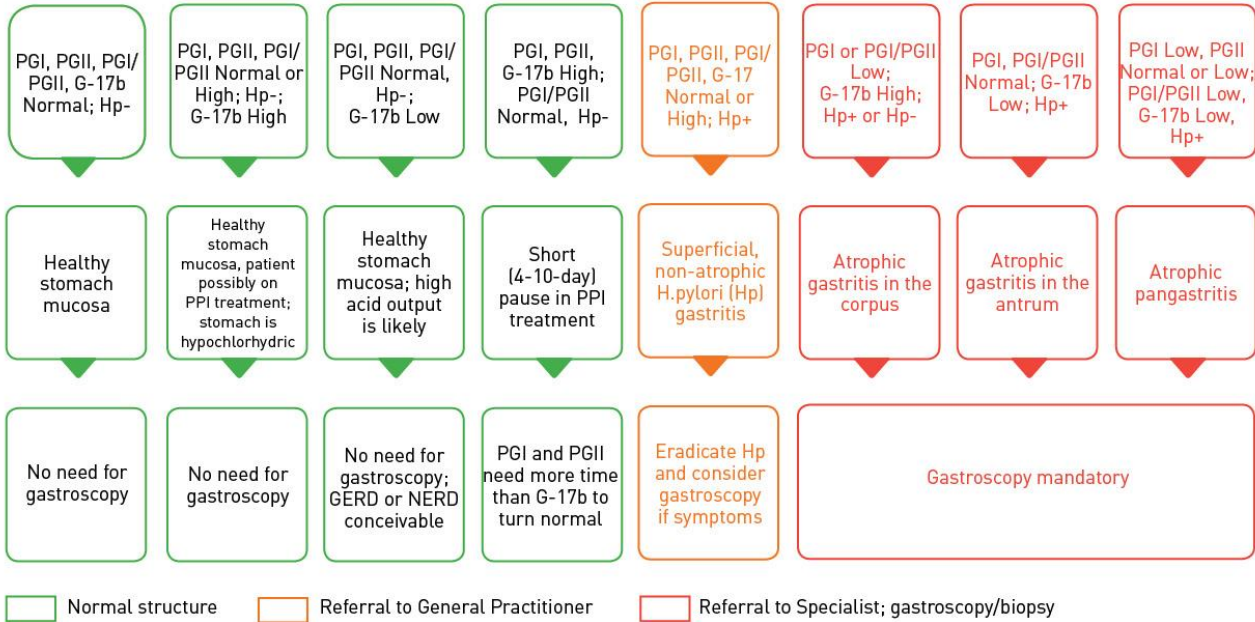 PGI, PGII, PGI/
PGII, G-17b
Normal; Hp-
PGI, PGII, PGI/
PGII Normal or
High; Hp-;
G-17b High
PGI, PGII, PGI/
PGII Normal,
Hp-;
G-17b Low
PGI, PGII,
G-17b High;
PGI/PGII
Normal, Hp-
PGI, PGII, PGI/
PGII, G-17
Normal or
High; Hp+
PGI or PGI/PGII
Low;
G-17b High;
Hp+ or Hp-
PGI, PGI/PGII
Normal; G-17b
Low; Hp+
PGI Low, PGII
Normal or Low;
PGI/PGII Low,
G-17b Low,
Hp+
Healthy
stomach
mucosa
Healthy
stomach
mucosa, patient
possibly on
PPI treatment;
stomach is
hypochlorhydric
Healthy
stomach
mucosa; high
acid output
is likely
Short
(4-10-day)
pause in PPI
treatment
Superficial,
non-atrophic
H.pylori (Hp)
gastritis
Atrophic
gastritis in the
corpus
Atrophic
gastritis in the
antrum
Atrophic
pangastritis
No need for
gastroscopy
No need for
gastroscopy
No need for
gastroscopy;
GERD or NERD
conceivable
PGI and PGII
need more time
than G-17b to
turn normal
Eradicate Hp
and consider
gastroscopy
if symptoms
Gastroscopy mandatory
Normal structure
Referral to General Practitioner
Referral to Specialist; gastroscopy/biopsy